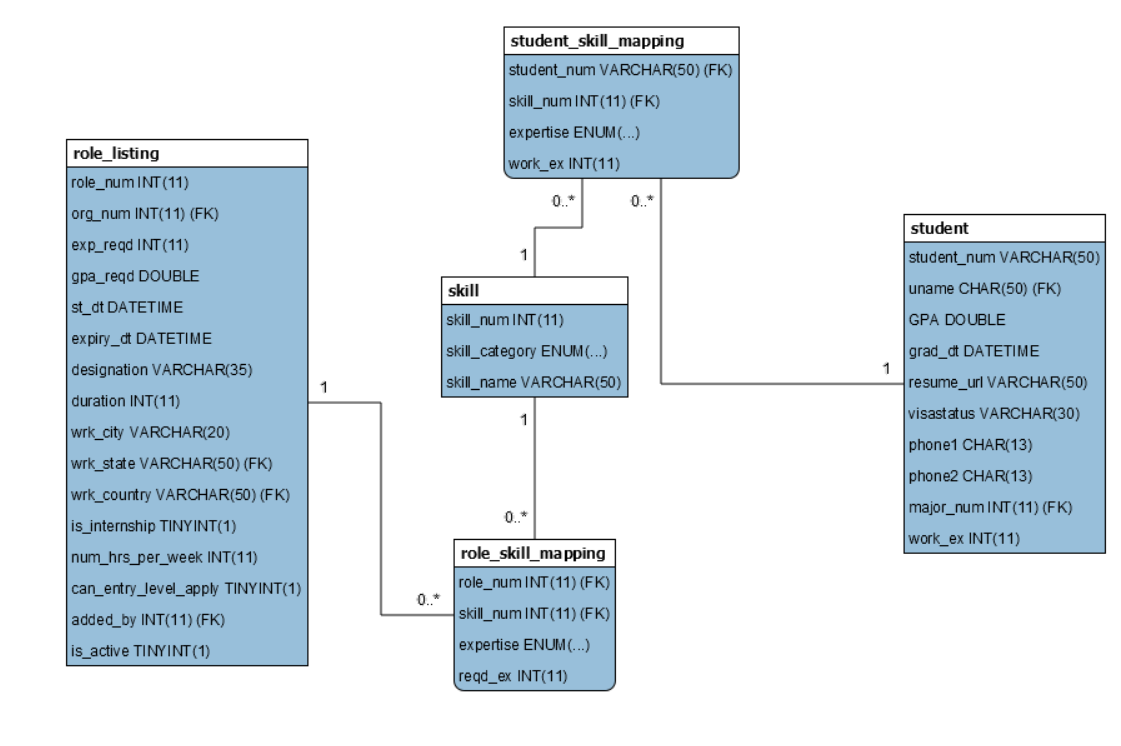 student_skill_mapping
student_num VARCHAR(50) (FK)
skill_num INT(11) (FK)
expertise ENUM(...)
work_ex INT(11)
role_listing
role_num INT(11)
org_num INT(11) (FK)
exp_reqd INT(11)
gpa_reqd DOUBLE
st_dt DATETIME
expiry_dt DATETIME
designation VARCHAR(35)
duration INT(11)
wrk_city VARCHAR(20)
wrk_state VARCHAR(50) (FK)
wrk_country VARCHAR(50) (FK)
is_internship TINYINT(1)
num_hrs_per_week INT(11)
can_entry_level_apply TINYINT(1)
added_by INT(11) (FK)
is_active TINYINT(1)
0..*
0..*
1
skill
skill_num INT(11)
skill_category ENUM(...)
skill_name VARCHAR(50)
student
student_num VARCHAR(50)
uname CHAR(50) (FK)
GPA DOUBLE
grad_dt DATETIME
resume_url VARCHAR(50)
visastatus VARCHAR(30)
phone1 CHAR(13)
phone2 CHAR(13)
major_num INT(11) (FK)
work_ex INT(11)
1
1
1
0..*
0..*
role_skill_mapping
role_num INT(11) (FK)
skill_num INT(11) (FK)
expertise ENUM(...)
reqd_ex INT(11)